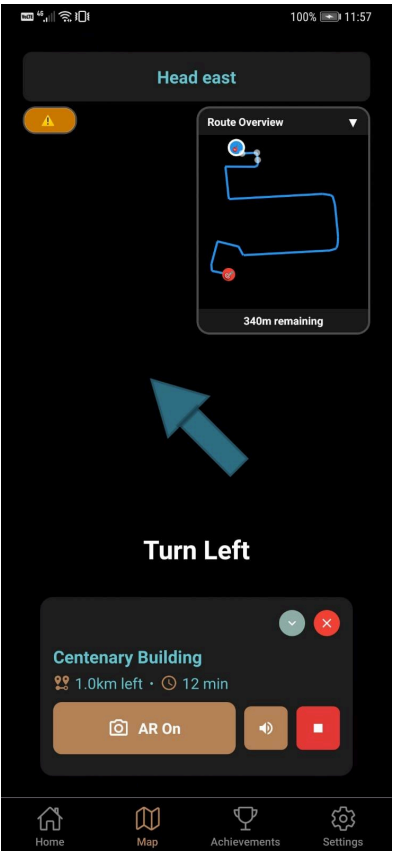 100% 11:57
Head east
Route Overview ▼
340m remaining
Turn Left
Centenary Building
1.0km left • 12 min
AR On
Home Map Achievements Settings